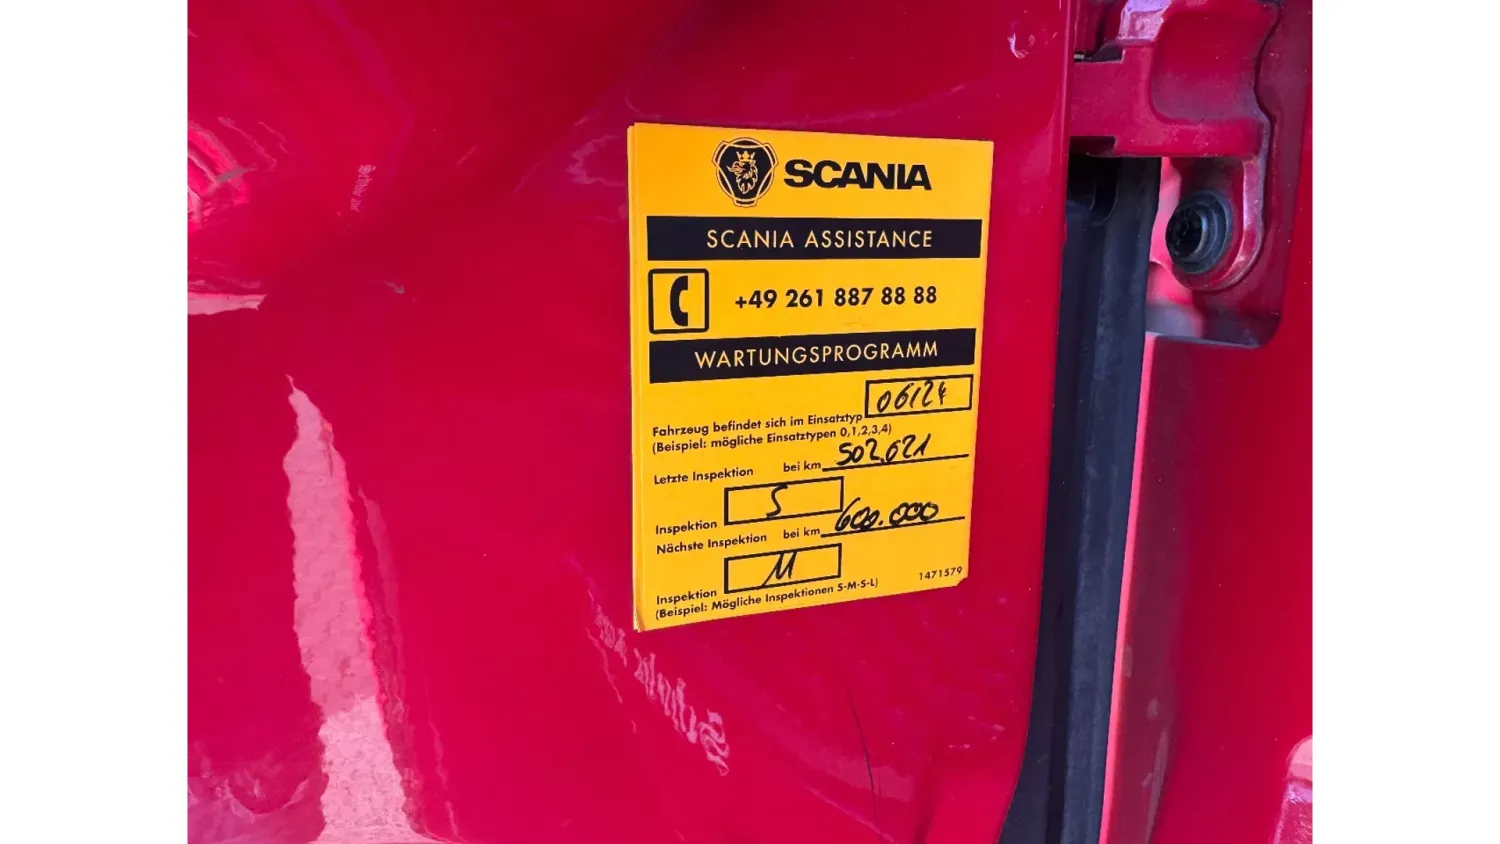 SCANIA
SCANIA ASSISTANCE
+49 261 887 88 88
WARTUNGSPROGRAMM
Fahrzeug befindet sich im Einsatztyp 06/24
(Beispiel: mögliche Einsatztypen 0,1,2,3,4)
Letzte Inspektion bei km 502.621
Inspektion S
Nächste Inspektion bei km 600.000
Inspektion M
(Beispiel: Mögliche Inspektionen S-M-S-L)
1471579